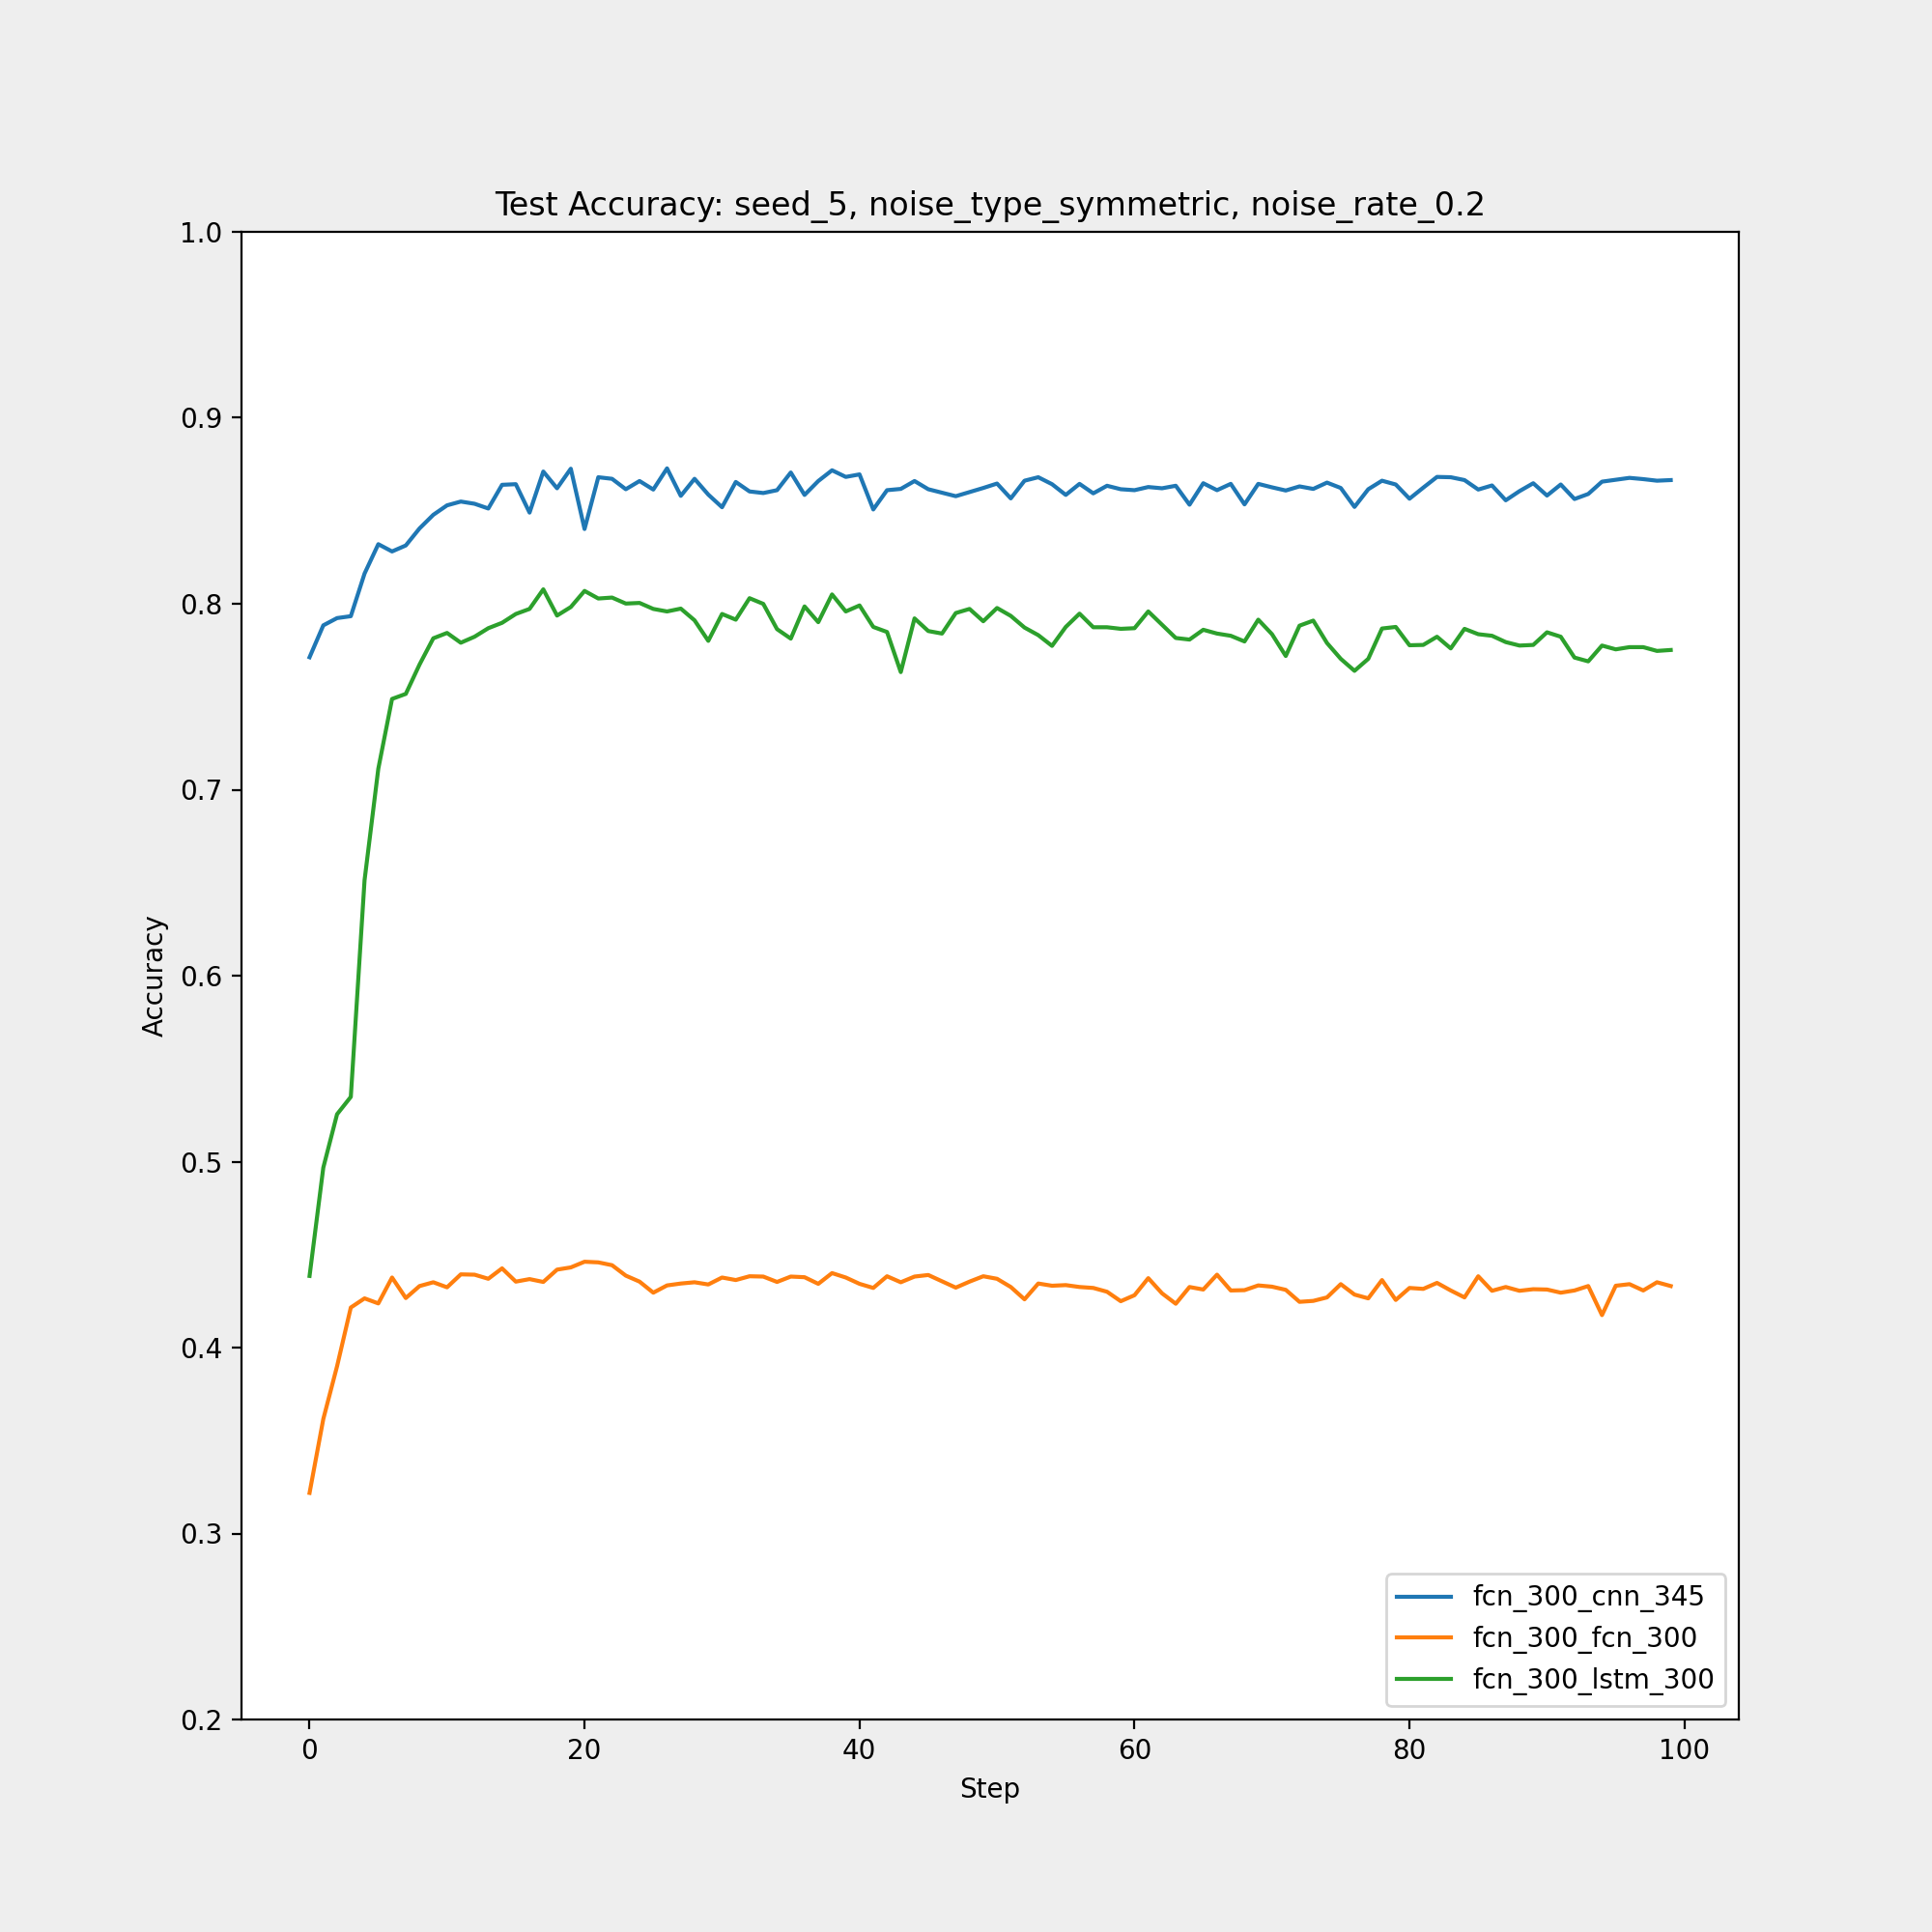 Test Accuracy: seed_5, noise_type_symmetric, noise_rate_0.2
1.0
0.9
0.8
0.7
0.6
0.5
0.4
0.3
0.2
Accuracy
0 20 40 60 80 100
Step
fcn_300_cnn_345
fcn_300_fcn_300
fcn_300_lstm_300